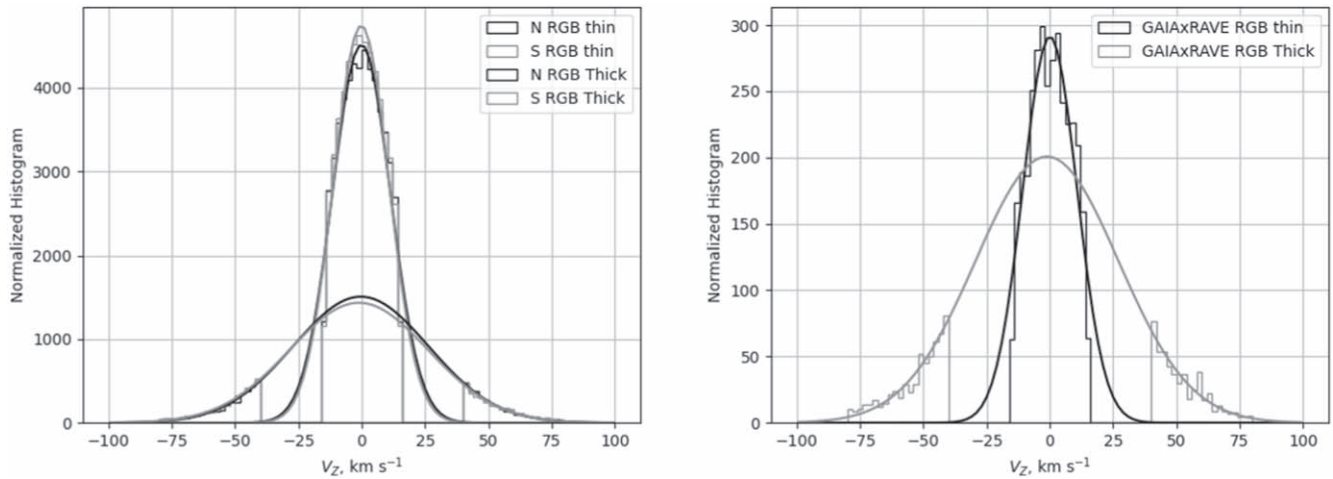 N RGB thin
S RGB thin
N RGB Thick
S RGB Thick
Normalized Histogram
4000
3000
2000
1000
0
−100 −75 −50 −25 0 25 50 75 100
V_Z, km s⁻¹
GAIAxRAVE RGB thin
GAIAxRAVE RGB Thick
Normalized Histogram
300
250
200
150
100
50
0
−100 −75 −50 −25 0 25 50 75 100
V_Z, km s⁻¹